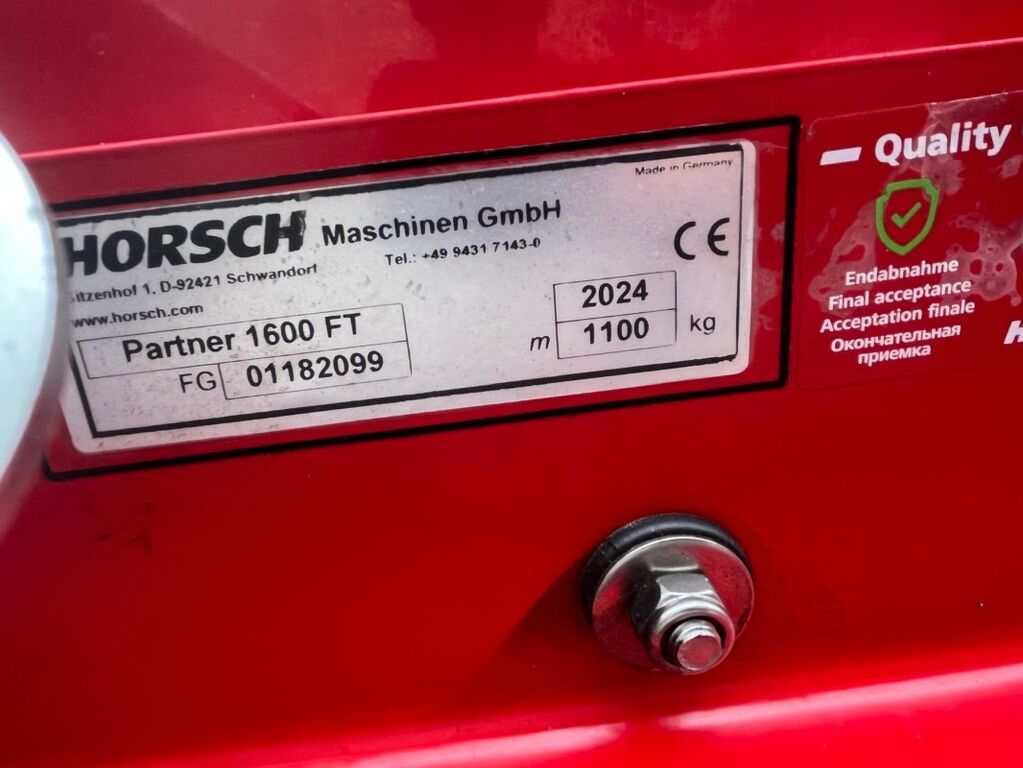 Made in Germany
HORSCH Maschinen GmbH
1, D-92421 Schwandorf
Tel.: +49 9431 7143-0
www.horsch.com
CE
Partner 1600 FT
FG 01182099
2024
m 1100 kg
Quality
Endabnahme
Final acceptance
Acceptation finale
Окончательная
приемка